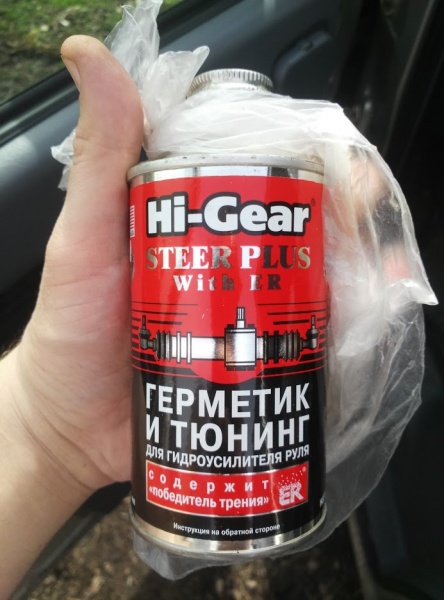 Hi-Gear®
STEER PLUS
With ER
ГЕРМЕТИК
И ТЮНИНГ
ДЛЯ ГИДРОУСИЛИТЕЛЯ РУЛЯ
содержит
«победитель трения»
ER
Инструкция на обратной стороне